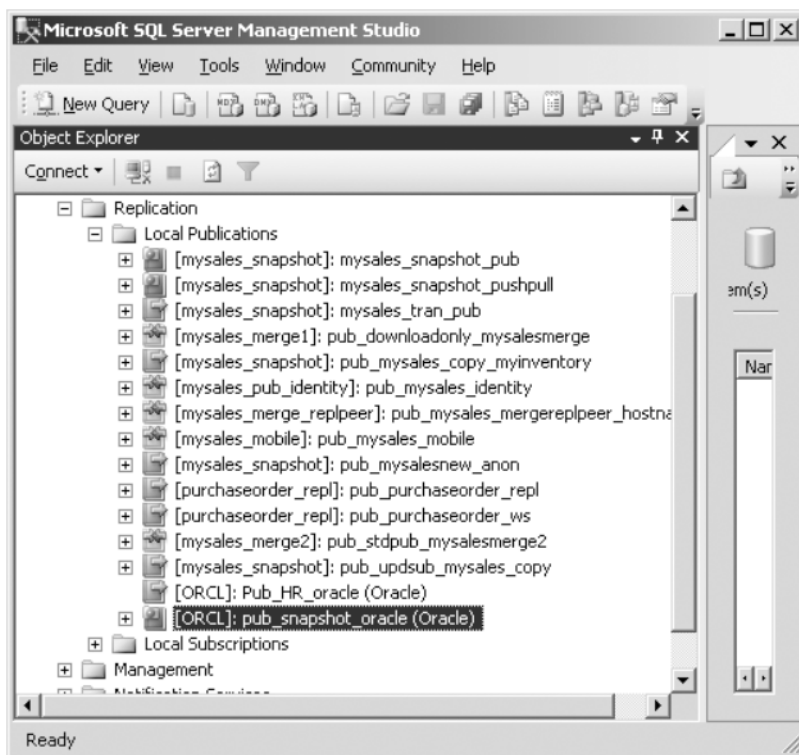 Microsoft SQL Server Management Studio
File Edit View Tools Window Community Help
New Query
Object Explorer
Connect
Replication
Local Publications
[mysales_snapshot]: mysales_snapshot_pub
[mysales_snapshot]: mysales_snapshot_pushpull
[mysales_snapshot]: mysales_tran_pub
[mysales_merge1]: pub_downloadonly_mysalesmerge
[mysales_snapshot]: pub_mysales_copy_myinventory
[mysales_pub_identity]: pub_mysales_identity
[mysales_merge_replpeer]: pub_mysales_mergereplpeer_hostna
[mysales_mobile]: pub_mysales_mobile
[mysales_snapshot]: pub_mysalesnew_anon
[purchaseorder_repl]: pub_purchaseorder_repl
[purchaseorder_repl]: pub_purchaseorder_ws
[mysales_merge2]: pub_stdpub_mysalesmerge2
[mysales_snapshot]: pub_updsub_mysales_copy
[ORCL]: Pub_HR_oracle (Oracle)
[ORCL]: pub_snapshot_oracle (Oracle)
Local Subscriptions
Management
em(s)
Nar
Ready